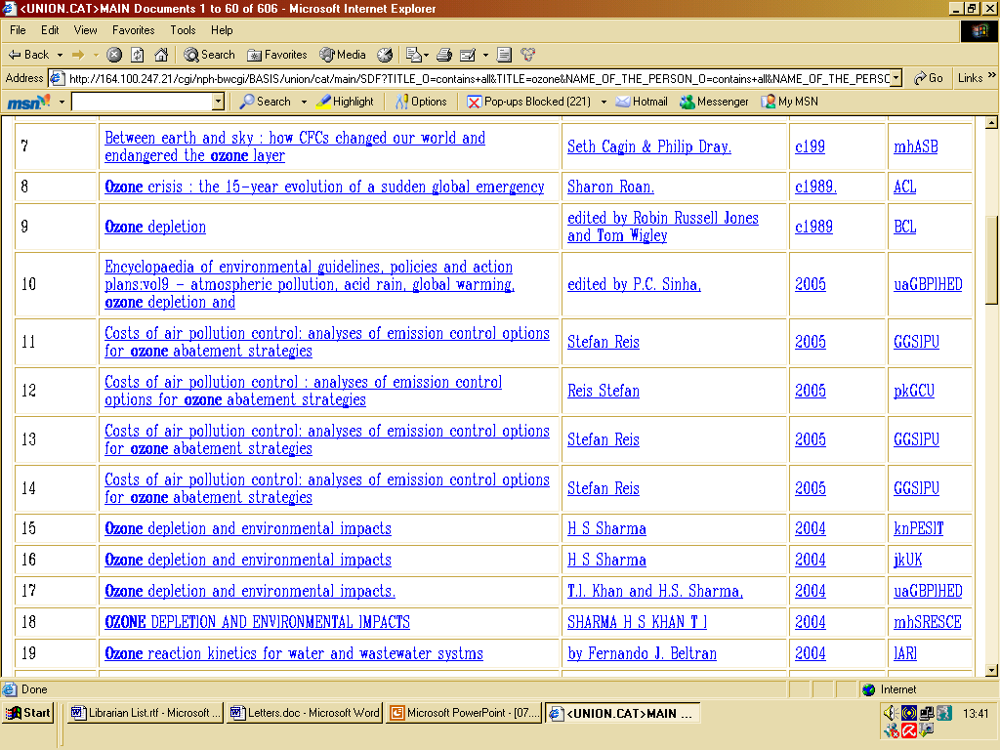 <UNION.CAT>MAIN Documents 1 to 60 of 606 - Microsoft Internet Explorer
File Edit View Favorites Tools Help
Back Search Favorites Media
Address http://164.100.247.21/cgi/nph-bwcgi/BASIS/union/cat/main/SDF?TITLE_O=contains+all&TITLE=ozone&NAME_OF_THE_PERSON_O=contains+all&NAME_OF_THE_PERSC Go Links »
msn Search Highlight Options Pop-ups Blocked (221) Hotmail Messenger My MSN
7 Between earth and sky : how CFCs changed our world and
endangered the ozone layer Seth Cagin & Philip Dray. c199 mhASB
8 Ozone crisis : the 15-year evolution of a sudden global emergency Sharon Roan. c1989. ACL
9 Ozone depletion edited by Robin Russell Jones
and Tom Wigley c1989 BCL
10 Encyclopaedia of environmental guidelines, policies and action
plans:vol9 - atmospheric pollution, acid rain, global warming,
ozone depletion and edited by P.C. Sinha, 2005 uaGBPIHED
11 Costs of air pollution control: analyses of emission control options
for ozone abatement strategies Stefan Reis 2005 GGSIPU
12 Costs of air pollution control : analyses of emission control
options for ozone abatement strategies Reis Stefan 2005 pkGCU
13 Costs of air pollution control: analyses of emission control options
for ozone abatement strategies Stefan Reis 2005 GGSIPU
14 Costs of air pollution control: analyses of emission control options
for ozone abatement strategies Stefan Reis 2005 GGSIPU
15 Ozone depletion and environmental impacts H S Sharma 2004 knPESIT
16 Ozone depletion and environmental impacts H S Sharma 2004 jkUK
17 Ozone depletion and environmental impacts. T.I. Khan and H.S. Sharma, 2004 uaGBPIHED
18 OZONE DEPLETION AND ENVIRONMENTAL IMPACTS SHARMA H S KHAN T I 2004 mhSRESCE
19 Ozone reaction kinetics for water and wastewater systms by Fernando J. Beltran 2004 IARI
Done Internet
Start Librarian List.rtf - Microsoft ... Letters.doc - Microsoft Word Microsoft PowerPoint - [07.... <UNION.CAT>MAIN ... 13:41